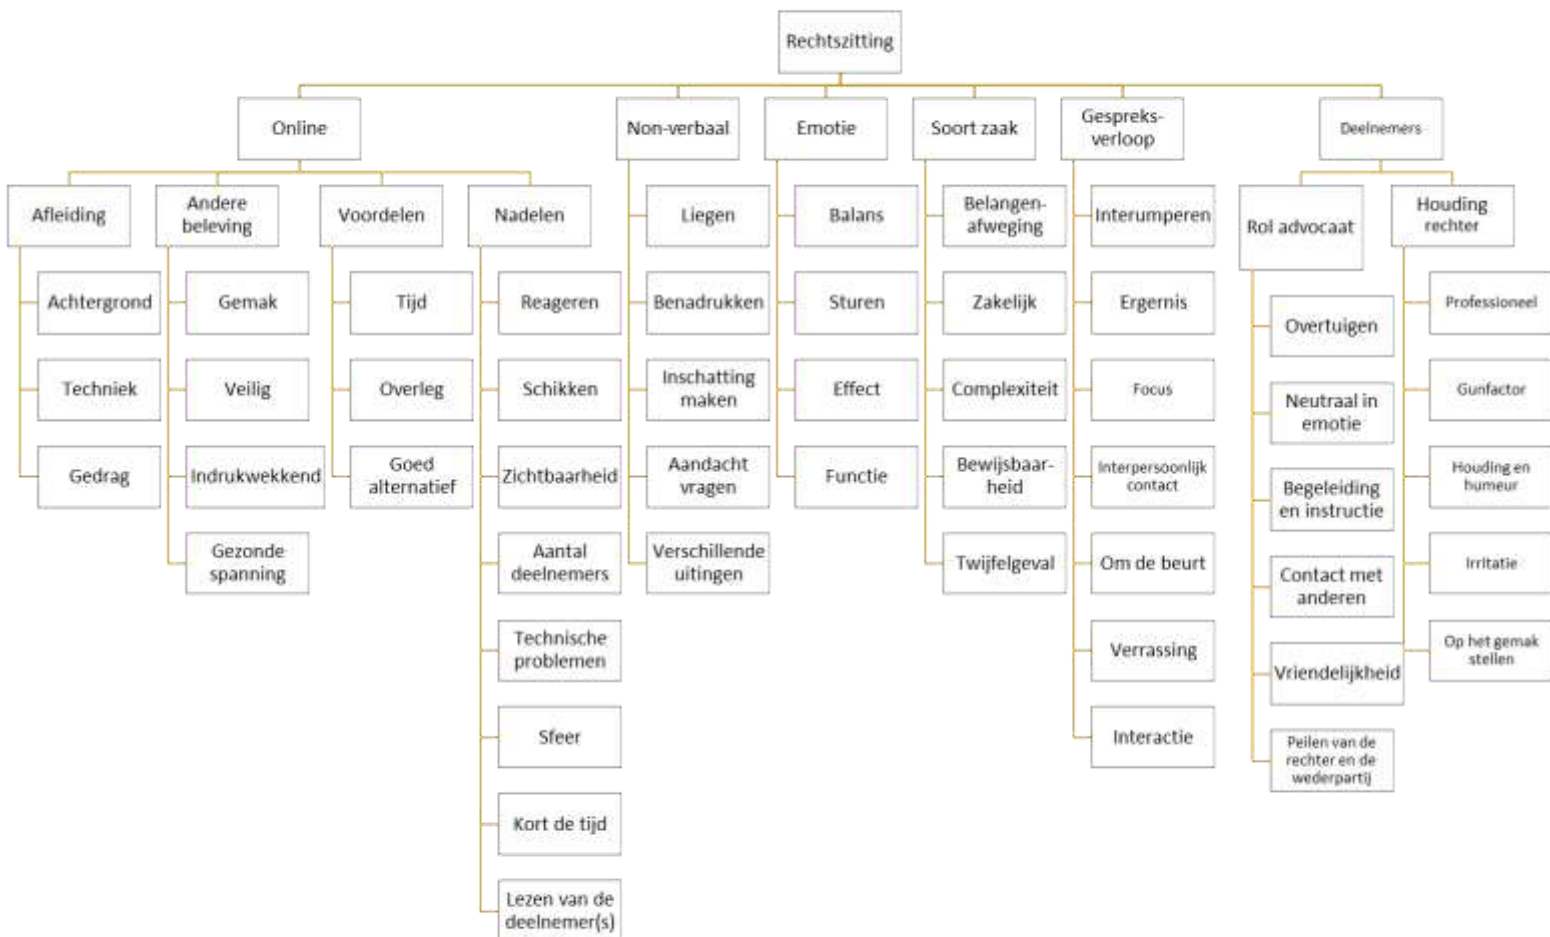 Rechtszitting
Online
Non-verbaal
Emotie
Soort zaak
Gespreks-
verloop
Deelnemers
Afleiding
Andere
beleving
Voordelen
Nadelen
Liegen
Balans
Belangen-
afweging
Interumperen
Rol advocaat
Houding
rechter
Achtergrond
Gemak
Tijd
Reageren
Benadrukken
Sturen
Zakelijk
Ergernis
Overtuigen
Professioneel
Techniek
Veilig
Overleg
Schikken
Inschatting
maken
Effect
Complexiteit
Focus
Neutraal in
emotie
Gunfactor
Gedrag
Indrukwekkend
Goed
alternatief
Zichtbaarheid
Aandacht
vragen
Functie
Bewijsbaar-
heid
Interpersoonlijk
contact
Begeleiding
en instructie
Houding en
humeur
Gezonde
spanning
Aantal
deelnemers
Verschillende
uitingen
Twijfelgeval
Om de beurt
Contact met
anderen
Irritatie
Technische
problemen
Verrassing
Vriendelijkheid
Op het gemak
stellen
Sfeer
Interactie
Peilen van de
rechter en de
wederpartij
Kort de tijd
Lezen van de
deelnemer(s)